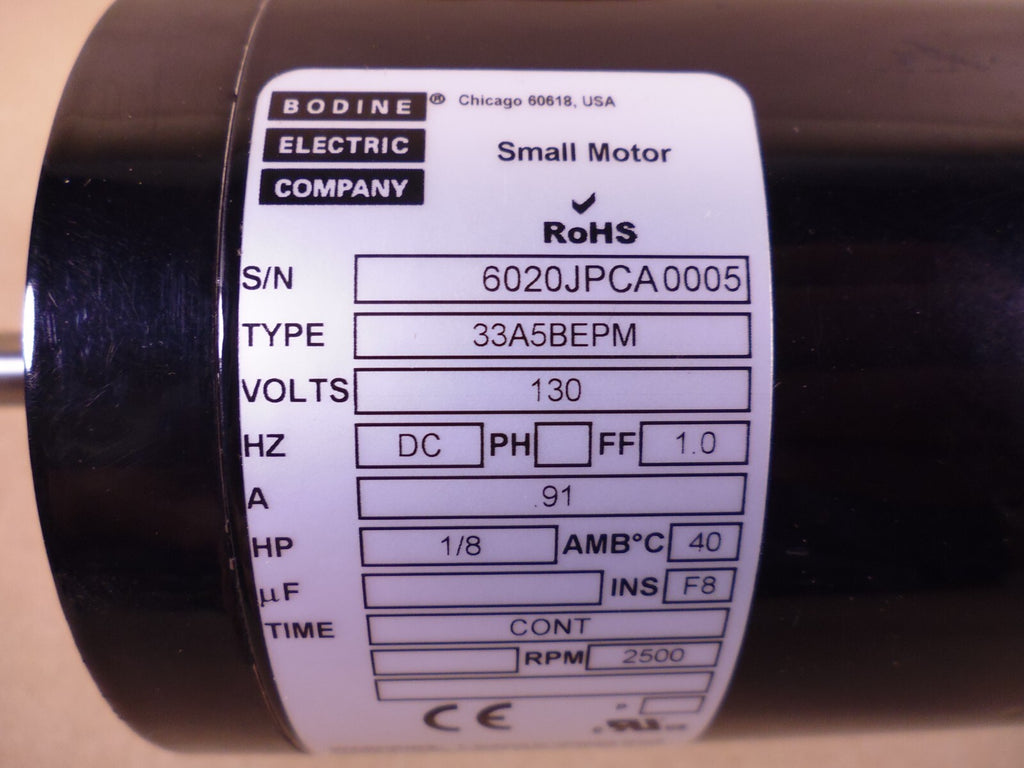 BODINE ® Chicago 60618, USA
ELECTRIC
COMPANY
Small Motor
RoHS
S/N 6020JPCA0005
TYPE 33A5BEPM
VOLTS 130
HZ DC PH FF 1.0
A .91
HP 1/8 AMB°C 40
µF INS F8
TIME CONT
RPM 2500
P
CE